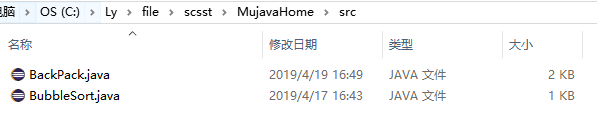 电脑 > OS (C:) > Ly > file > scsst > MujavaHome > src
名称 修改日期 类型 大小
BackPack.java 2019/4/19 16:49 JAVA 文件 2 KB
BubbleSort.java 2019/4/17 16:43 JAVA 文件 1 KB